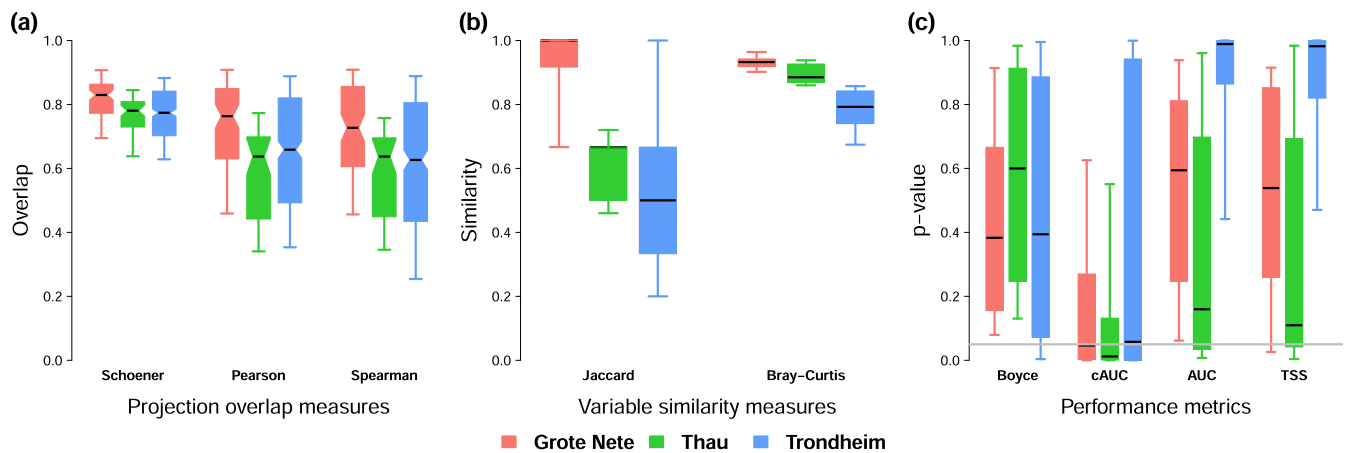 (a)
(b)
(c)
1.0
0.8
0.6
0.4
0.2
0.0
Overlap
Schoener Pearson Spearman
Projection overlap measures
1.0
0.8
0.6
0.4
0.2
0.0
Similarity
Jaccard Bray−Curtis
Variable similarity measures
1.0
0.8
0.6
0.4
0.2
0.0
p−value
Boyce cAUC AUC TSS
Performance metrics
Grote Nete Thau Trondheim